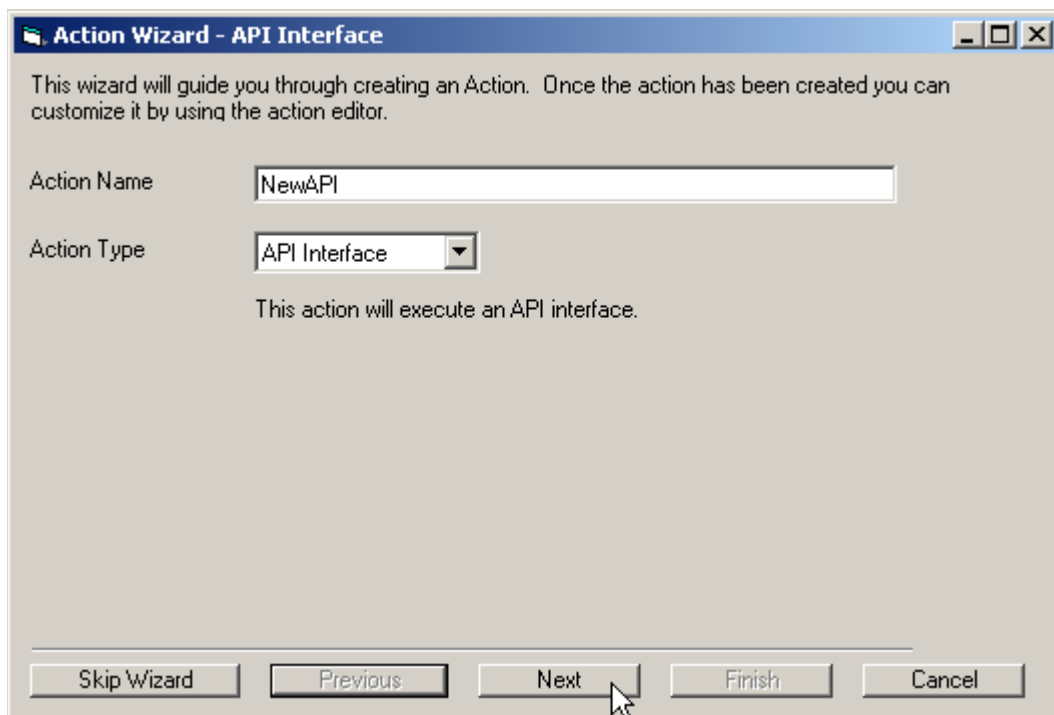 Action Wizard - API Interface
This wizard will guide you through creating an Action. Once the action has been created you can
customize it by using the action editor.
Action Name NewAPI
Action Type API Interface
This action will execute an API interface.
Skip Wizard Previous Next Finish Cancel